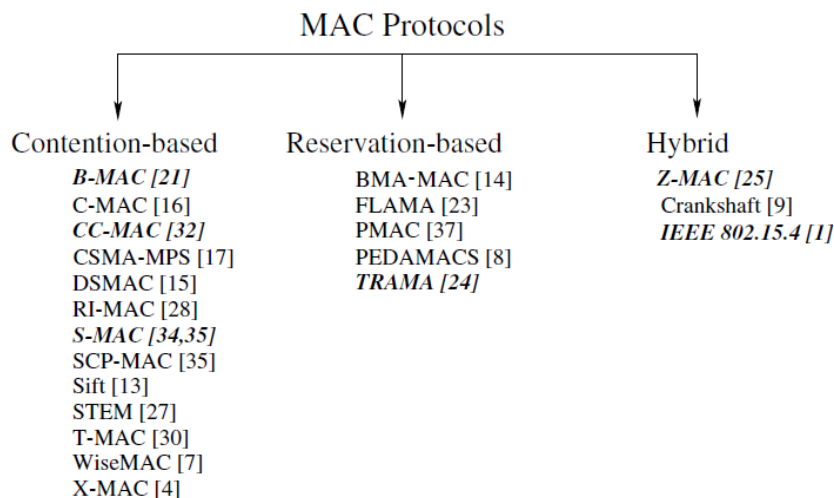 MAC Protocols
Contention-based
B-MAC [21]
C-MAC [16]
CC-MAC [32]
CSMA-MPS [17]
DSMAC [15]
RI-MAC [28]
S-MAC [34,35]
SCP-MAC [35]
Sift [13]
STEM [27]
T-MAC [30]
WiseMAC [7]
X-MAC [4]
Reservation-based
BMA-MAC [14]
FLAMA [23]
PMAC [37]
PEDAMACS [8]
TRAMA [24]
Hybrid
Z-MAC [25]
Crankshaft [9]
IEEE 802.15.4 [1]